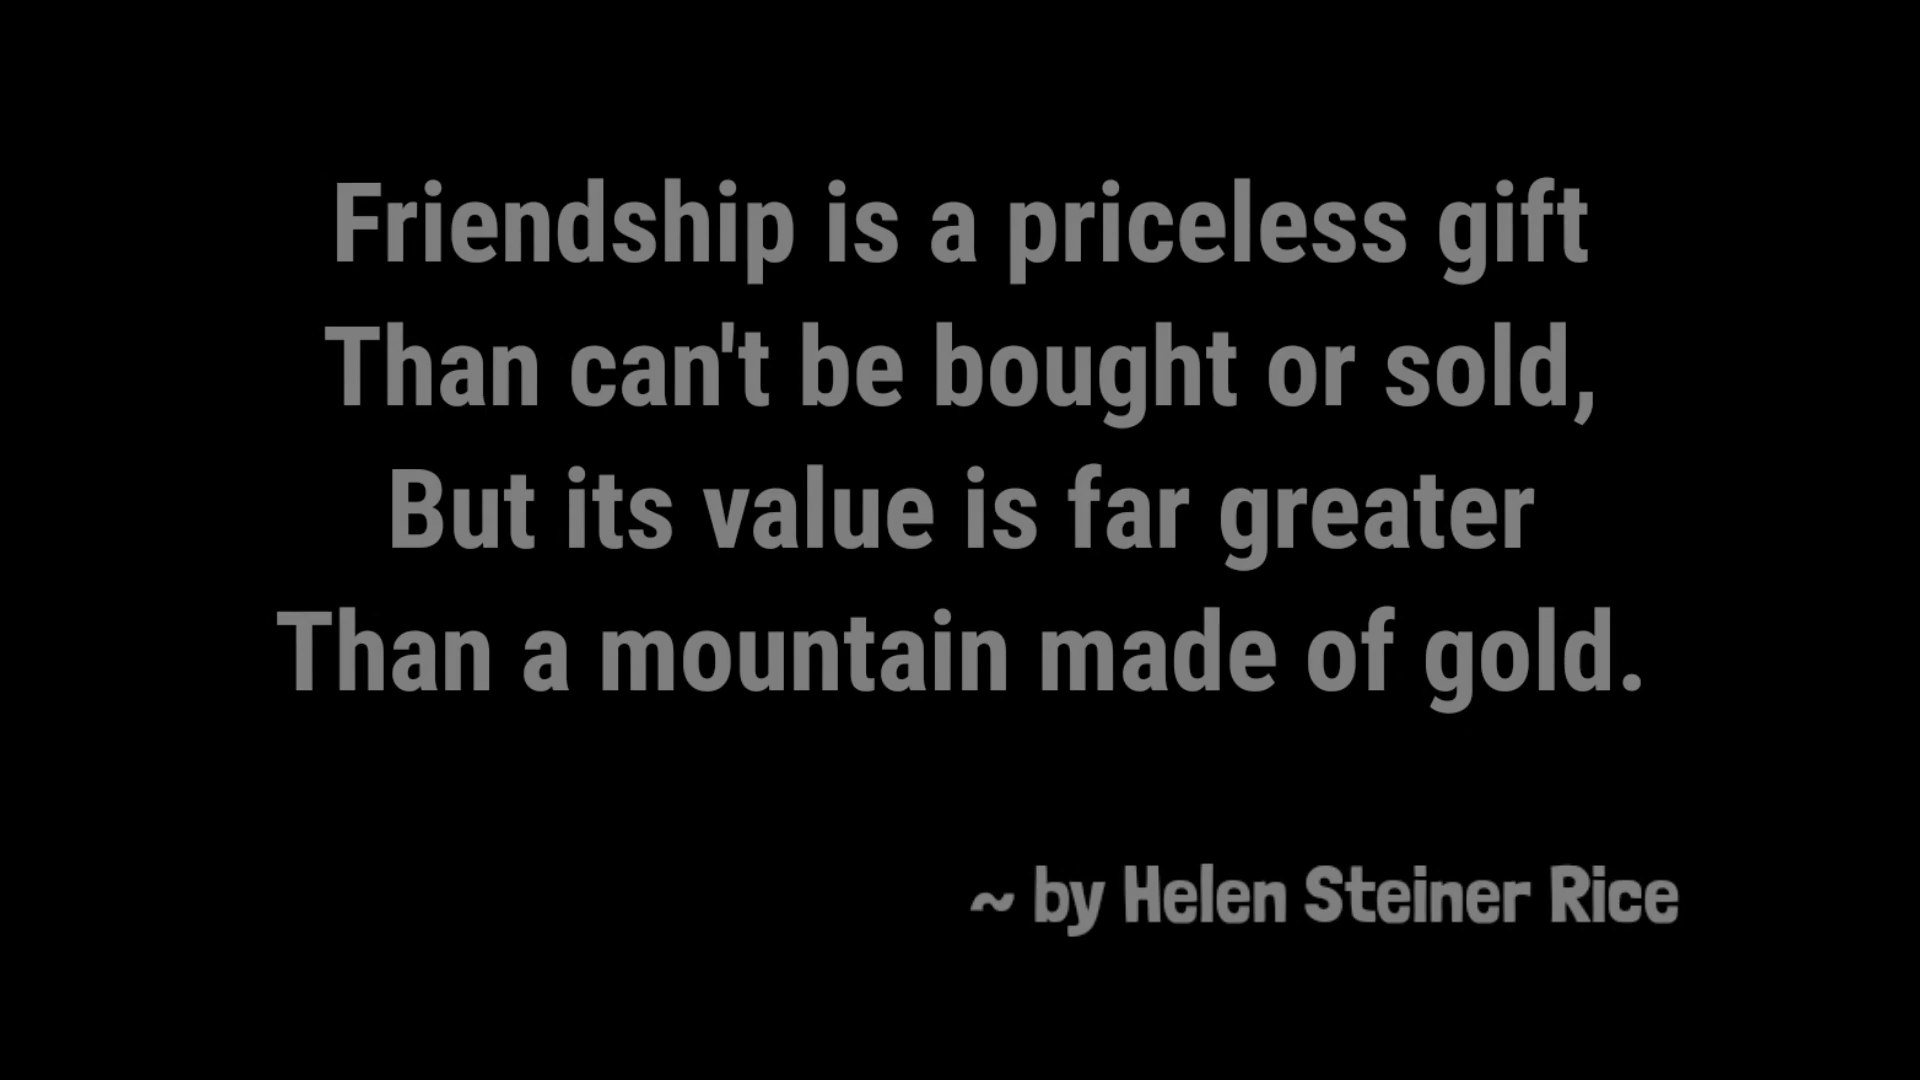 Friendship is a priceless gift
Than can't be bought or sold,
But its value is far greater
Than a mountain made of gold.
~ by Helen Steiner Rice